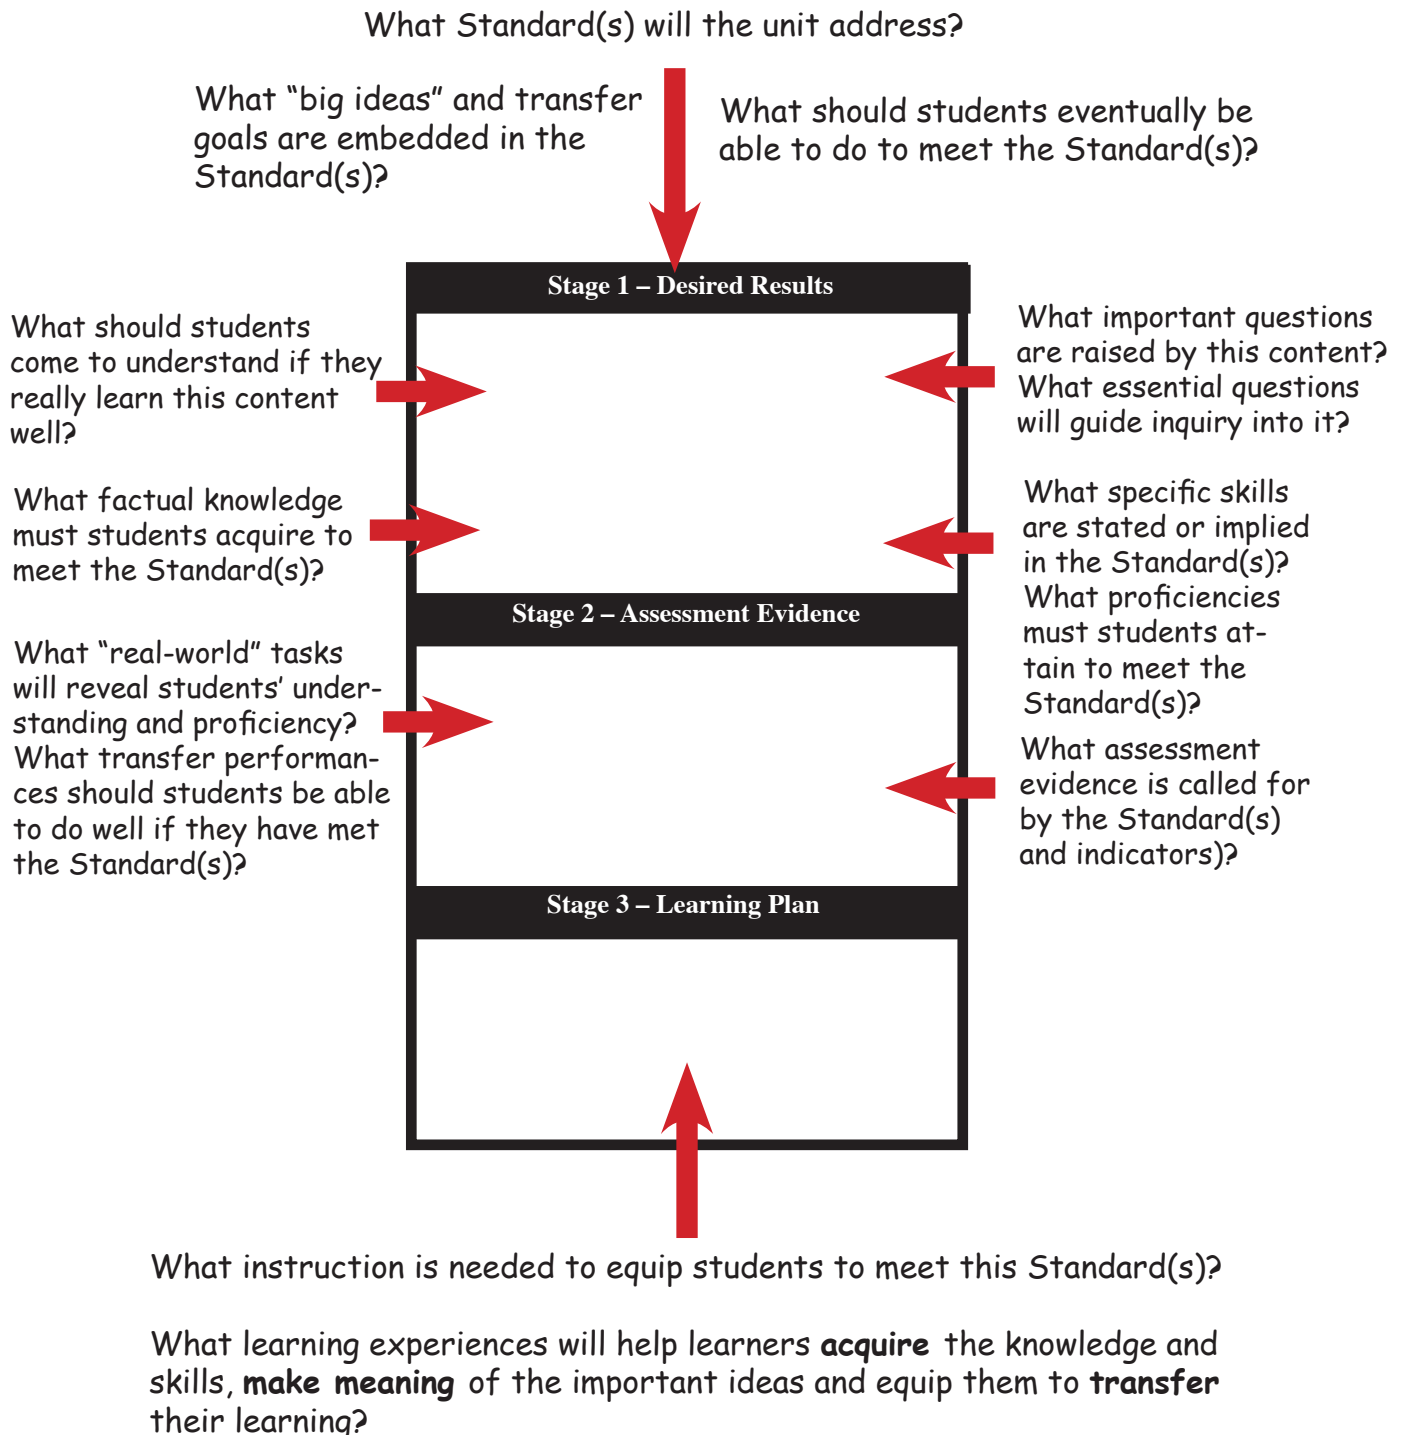 What Standard(s) will the unit address?
What “big idea​s” and transfer
goals are embedded in the
Standard(s)?
What should students eventually be
able to do to meet the Standard(s)?
Stage 1 – Desired Results
What should students
come to understand if they
really learn this content
well?
What important questions
are raised by this content?
What essential questions
will guide inquiry into it?
What factual knowledge
must students acquire to
meet the Standard(s)?
What specific skills
are stated or implied
in the Standard(s)?
What proficiencies
must students at-
tain to meet the
Standard(s)?
Stage 2 – Assessment Evidence
What “real-world” tasks
will reveal students’ under-
standing and proficiency?
What transfer performan-
ces should students be able
to do well if they have met
the Standard(s)?
What assessment
evidence is called for
by the Standard(s)
and indicators)?
Stage 3 – Learning Plan
What instruction is needed to equip students to meet this Standard(s)?
What learning experiences will help learners acquire the knowledge and
skills, make meaning of the important ideas and equip them to transfer
their learning?